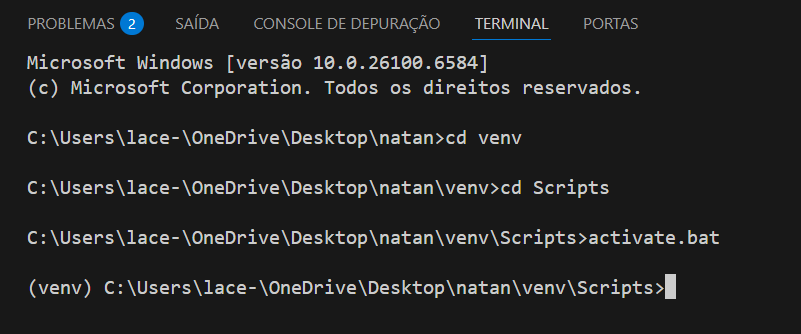 PROBLEMAS 2 SAÍDA CONSOLE DE DEPURAÇÃO TERMINAL PORTAS
Microsoft Windows [versão 10.0.26100.6584]
(c) Microsoft Corporation. Todos os direitos reservados.
C:\Users\lace-\OneDrive\Desktop\natan>cd venv
C:\Users\lace-\OneDrive\Desktop\natan\venv>cd Scripts
C:\Users\lace-\OneDrive\Desktop\natan\venv\Scripts>activate.bat
(venv) C:\Users\lace-\OneDrive\Desktop\natan\venv\Scripts>